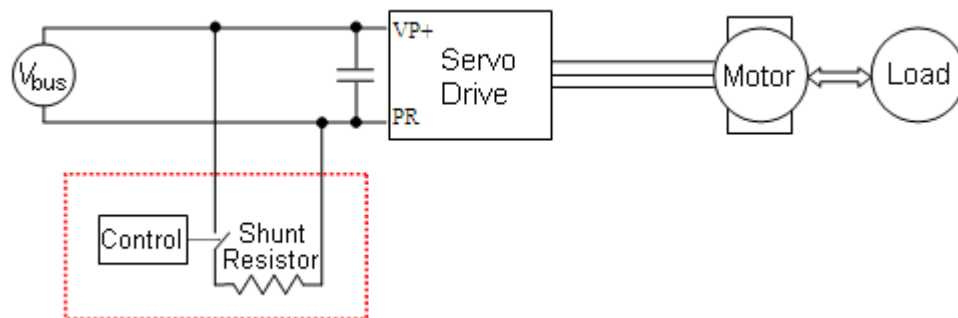 VP+
Vbus
Servo
Drive
Motor
Load
PR
Control
Shunt
Resistor